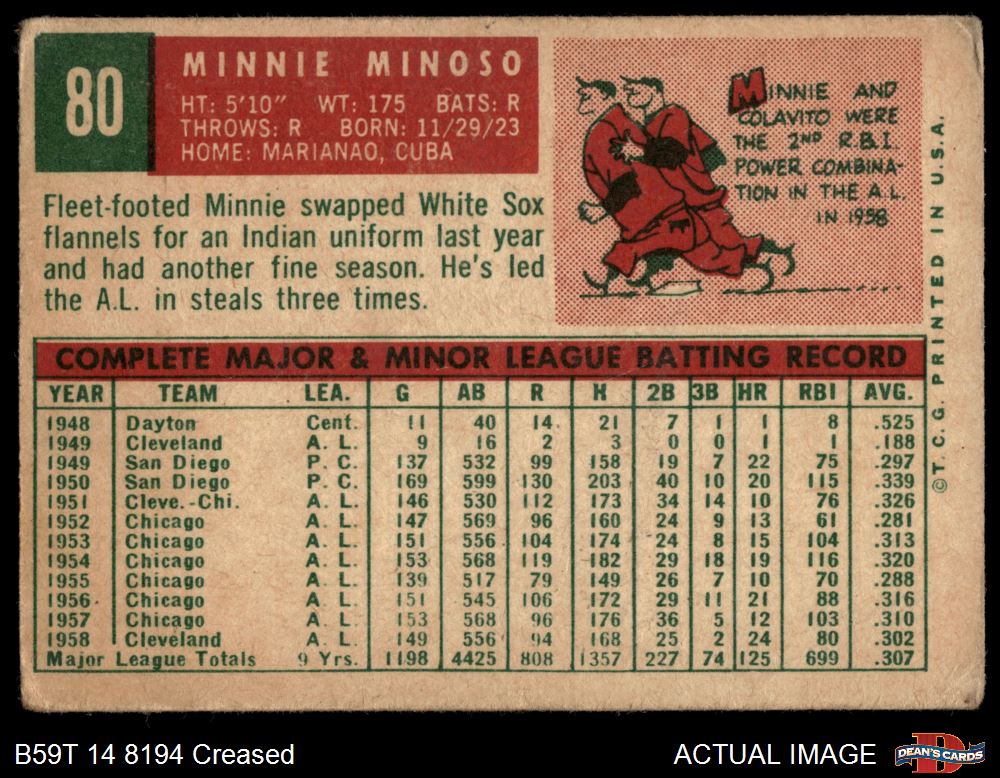 80
MINNIE MINOSO
HT: 5'10" WT: 175 BATS: R
THROWS: R BORN: 11/29/23
HOME: MARIANAO, CUBA
Fleet-footed Minnie swapped White Sox
flannels for an Indian uniform last year
and had another fine season. He's led
the A.L. in steals three times.
MINNIE AND
COLAVITO WERE
THE 2ND R.B.I.
POWER COMBINA-
TION IN THE A.L.
IN 1958
©T. C. G. PRINTED IN U.S.A.
COMPLETE MAJOR & MINOR LEAGUE BATTING RECORD
YEAR TEAM LEA. G AB R H 2B 3B HR RBI AVG.
1948 Dayton Cent. 11 40 14 21 7 1 1 8 .525
1949 Cleveland A. L. 9 16 2 3 0 0 1 1 .188
1949 San Diego P. C. 137 532 99 158 19 7 22 75 .297
1950 San Diego P. C. 169 599 130 203 40 10 20 115 .339
1951 Cleve.-Chi. A. L. 146 530 112 173 34 14 10 76 .326
1952 Chicago A. L. 147 569 96 160 24 9 13 61 .281
1953 Chicago A. L. 151 556 104 174 24 8 15 104 .313
1954 Chicago A. L. 153 568 119 182 29 18 19 116 .320
1955 Chicago A. L. 139 517 79 149 26 7 10 70 .288
1956 Chicago A. L. 151 545 106 172 29 11 21 88 .316
1957 Chicago A. L. 153 568 96 176 36 5 12 103 .310
1958 Cleveland A. L. 149 556 94 168 25 2 24 80 .302
Major League Totals 9 Yrs. 1198 4425 808 1357 227 74 125 699 .307
B59T 14 8194 Creased
ACTUAL IMAGE
DEAN'S CARDS